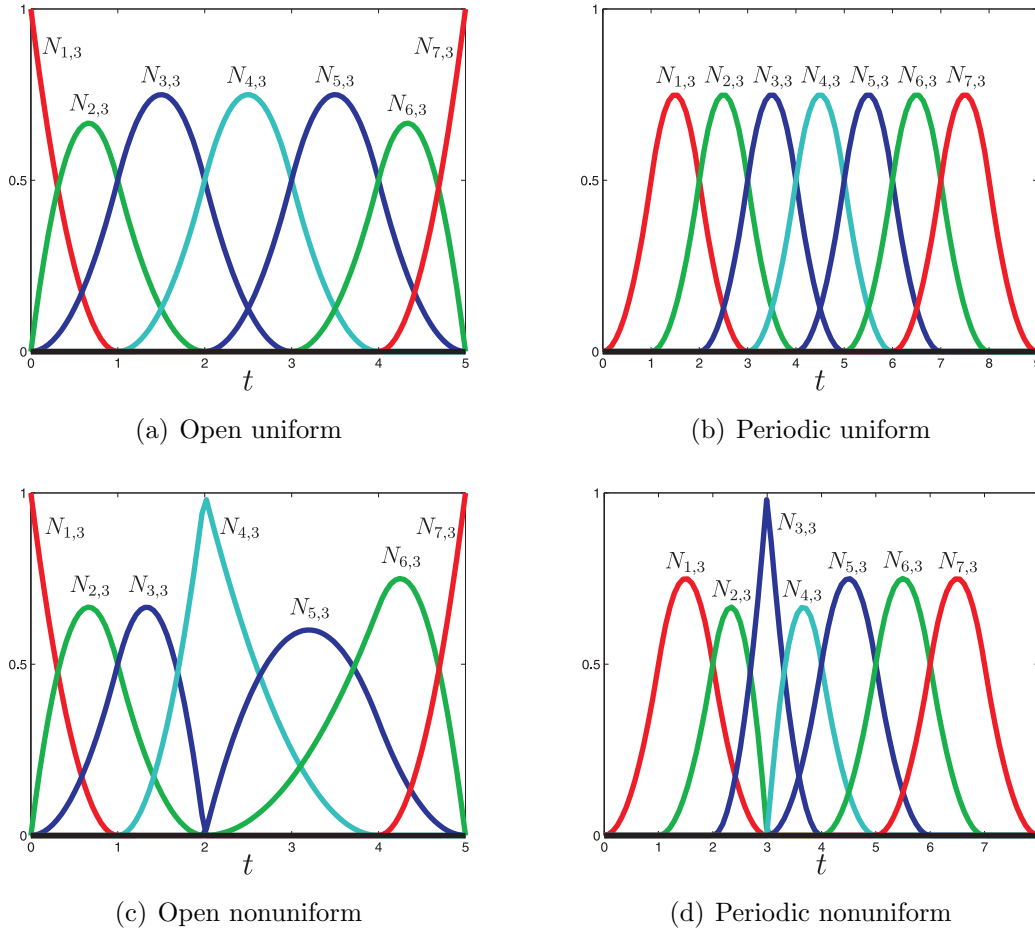 1
N1,3
N7,3
N3,3
N4,3
N5,3
N2,3
N6,3
0.5
0
0 1 2 3 4 5
t
(a) Open uniform
1
N1,3 N2,3 N3,3 N4,3 N5,3 N6,3 N7,3
0.5
0
0 1 2 3 4 5 6 7 8
t
(b) Periodic uniform
1
N1,3
N4,3
N7,3
N6,3
N2,3 N3,3
N5,3
0.5
0
0 1 2 3 4 5
t
(c) Open nonuniform
1
N3,3
N1,3
N2,3
N4,3
N5,3
N6,3
N7,3
0.5
0
0 1 2 3 4 5 6 7
t
(d) Periodic nonuniform